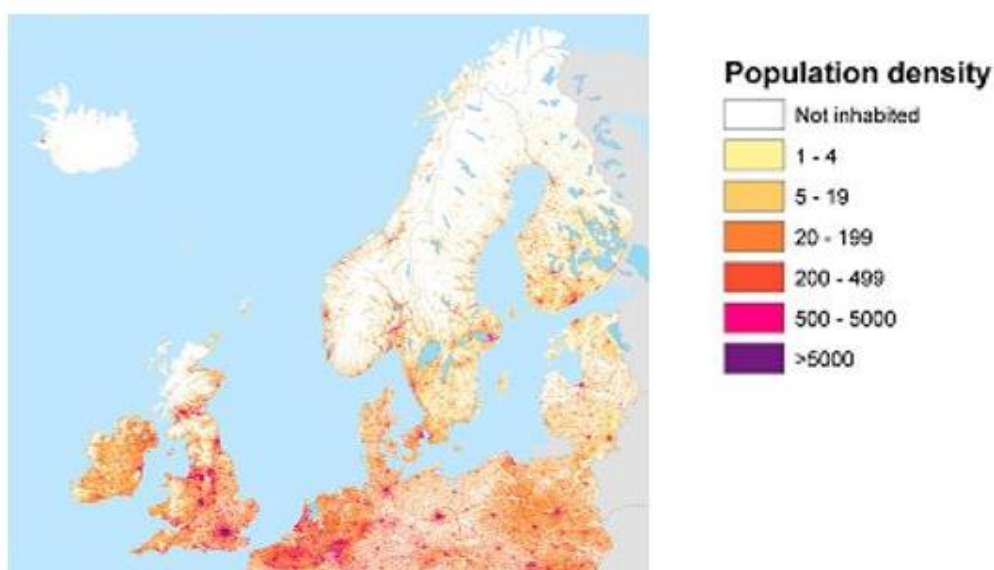 Population density
Not inhabited
1 - 4
5 - 19
20 - 199
200 - 499
500 - 5000
>5000